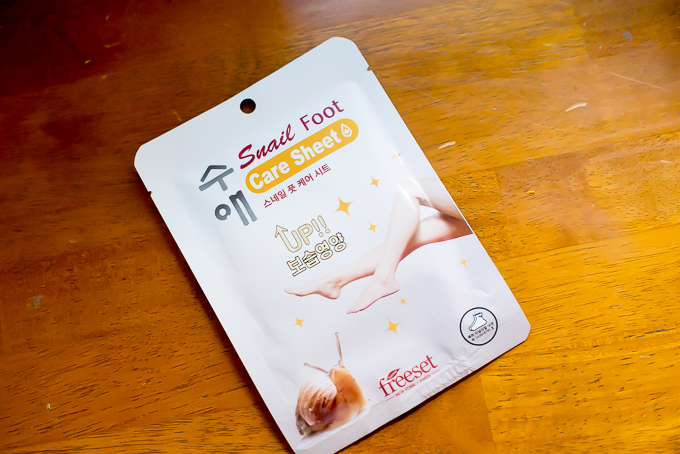 수애
Snail Foot
Care Sheet
스네일 풋 케어 시트
UP!!
보습영양
freeset